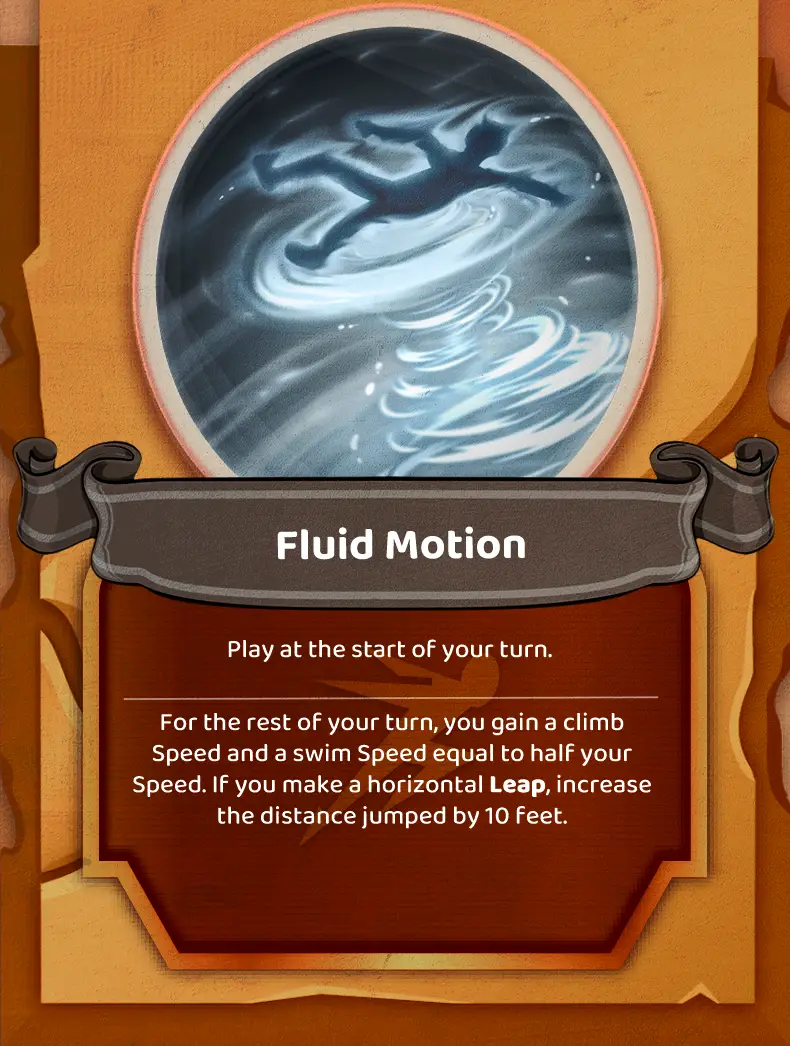 Fluid Motion
Play at the start of your turn.
For the rest of your turn, you gain a climb
Speed and a swim Speed equal to half your
Speed. If you make a horizontal Leap, increase
the distance jumped by 10 feet.